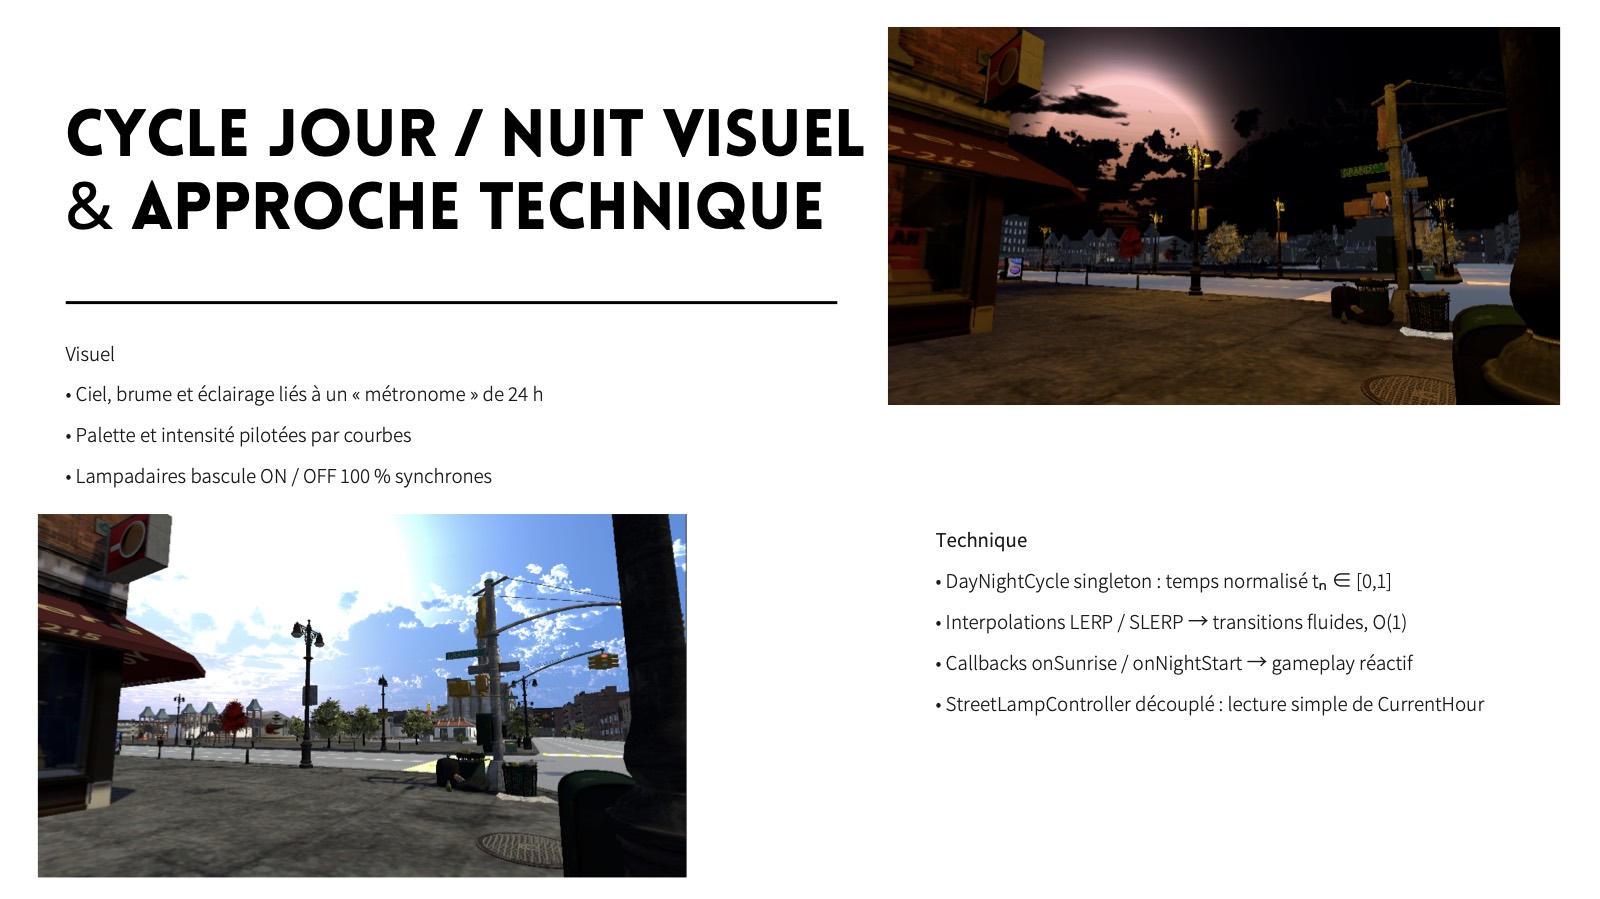 CYCLE JOUR / NUIT VISUEL
& APPROCHE TECHNIQUE
Visuel
• Ciel, brume et éclairage liés à un « métronome » de 24 h
• Palette et intensité pilotées par courbes
• Lampadaires bascule ON / OFF 100 % synchrones
215
215
Technique
• DayNightCycle singleton : temps normalisé tₙ ∈ [0,1]
• Interpolations LERP / SLERP → transitions fluides, O(1)
• Callbacks onSunrise / onNightStart → gameplay réactif
• StreetLampController découplé : lecture simple de CurrentHour